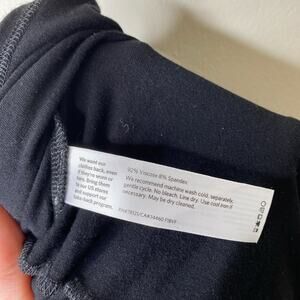 We want our
clothes back, even
if they're worn or
torn. Bring them
to our US stores
and support our
take-back program.
92% Viscose 8% Spandex
We recommend machine wash cold, separately,
gentle cycle. No bleach. Line dry. Use cool iron if
necessary. May be dry cleaned.